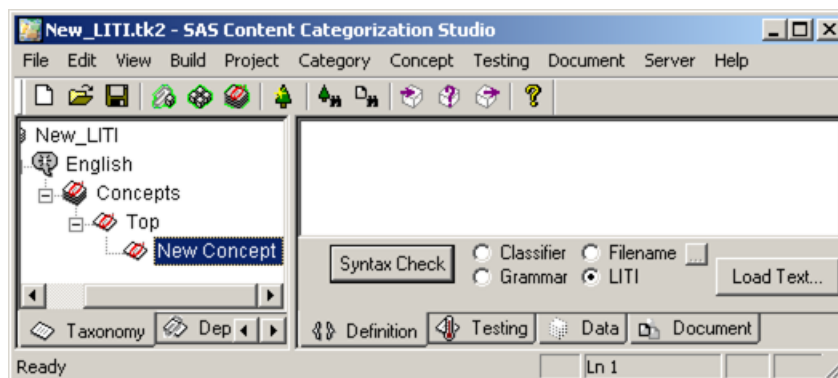 New_LITI.tk2 - SAS Content Categorization Studio
File Edit View Build Project Category Concept Testing Document Server Help
New_LITI
English
Concepts
Top
New Concept
Syntax Check
Classifier Filename ...
Grammar LITI
Load Text...
Taxonomy Dep
Definition Testing Data Document
Ready Ln 1